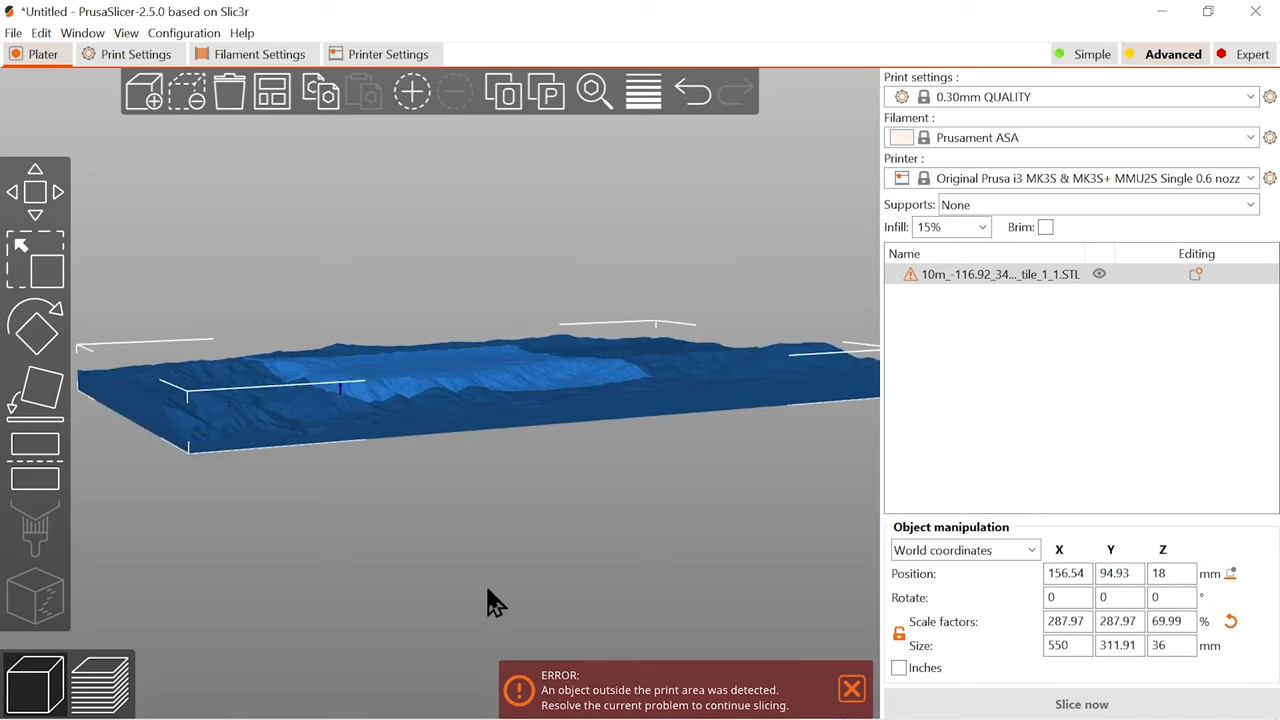 *Untitled - PrusaSlicer-2.5.0 based on Slic3r
File Edit Window View Configuration Help
Plater Print Settings Filament Settings Printer Settings Simple Advanced Expert
Print settings :
0.30mm QUALITY
Filament :
Prusament ASA
Printer :
Original Prusa i3 MK3S & MK3S+ MMU2S Single 0.6 nozz
Supports: None
Infill: 15% Brim:
Name Editing
10m_-116.92_34..._tile_1_1.STL
Object manipulation
World coordinates X Y Z
Position: 156.54 94.93 18 mm
Rotate: 0 0 0 °
Scale factors: 287.97 287.97 69.99 %
Size: 550 311.91 36 mm
Inches
ERROR:
An object outside the print area was detected.
Resolve the current problem to continue slicing.
Slice now